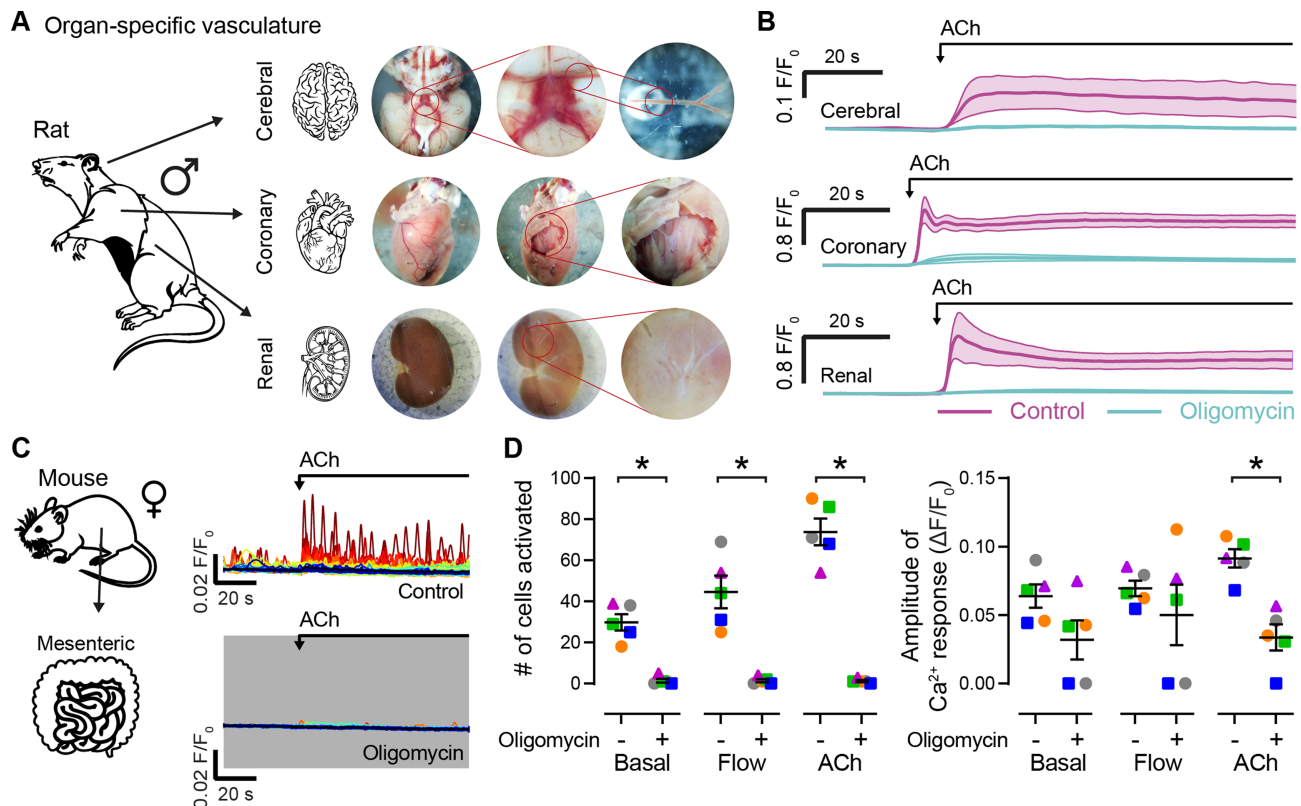 A Organ-specific vasculature
Rat
♂
Cerebral
Coronary
Renal
B
ACh
20 s
0.1 F/F0
Cerebral
ACh
20 s
0.8 F/F0
Coronary
ACh
20 s
0.8 F/F0
Renal
Control Oligomycin
C
Mouse
♀
Mesenteric
ACh
0.02 F/F0
20 s
Control
ACh
0.02 F/F0
20 s
Oligomycin
D
# of cells activated
100
80
60
40
20
0
* * *
Oligomycin - + - + - +
Basal Flow ACh
Amplitude of
Ca2+ response (ΔF/F0)
0.15
0.10
0.05
0.00
*
Oligomycin - + - + - +
Basal Flow ACh